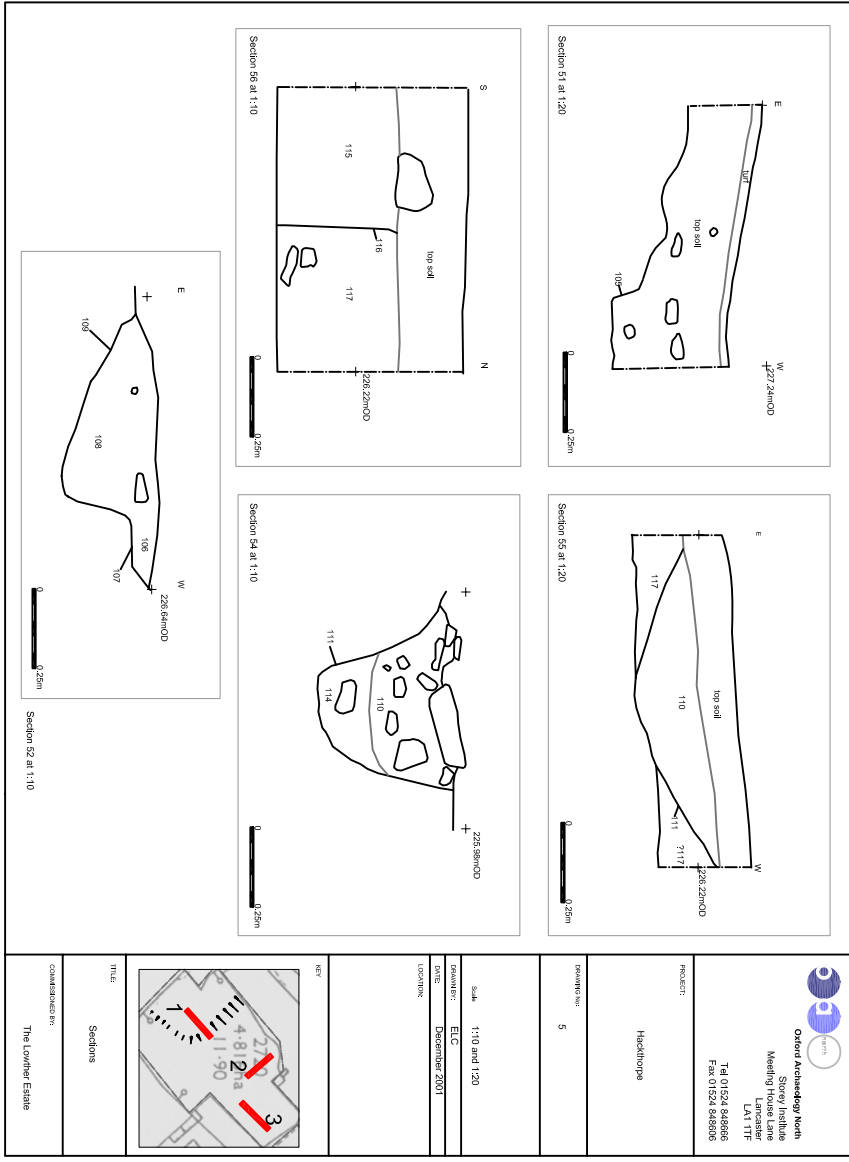 Section 51 at 1:20
E
W
turf
top soil
105
227.24mOD
0
0.25m
Section 56 at 1:10
S
N
115
116
117
top soil
226.22mOD
0
0.25m
E
W
109
108
106
107
226.64mOD
0
0.25m
Section 52 at 1:10
Section 54 at 1:10
111
114
110
225.98mOD
0
0.25m
Section 55 at 1:20
E
W
117
110
top soil
111
?117
226.22mOD
0
0.25m
north
Oxford Archaeology North
Storey Institute
Meeting House Lane
Lancaster
LA1 1TF
Tel 01524 848666
Fax 01524 848606
PROJECT:
Hackthorpe
DRAWING No:
5
Scale 1:10 and 1:20
DRAWN BY: ELC
DATE: December 2001
LOCATION:
KEY
1
2
3
4·81
11·90
TITLE:
Sections
COMMISSIONED BY:
The Lowther Estate